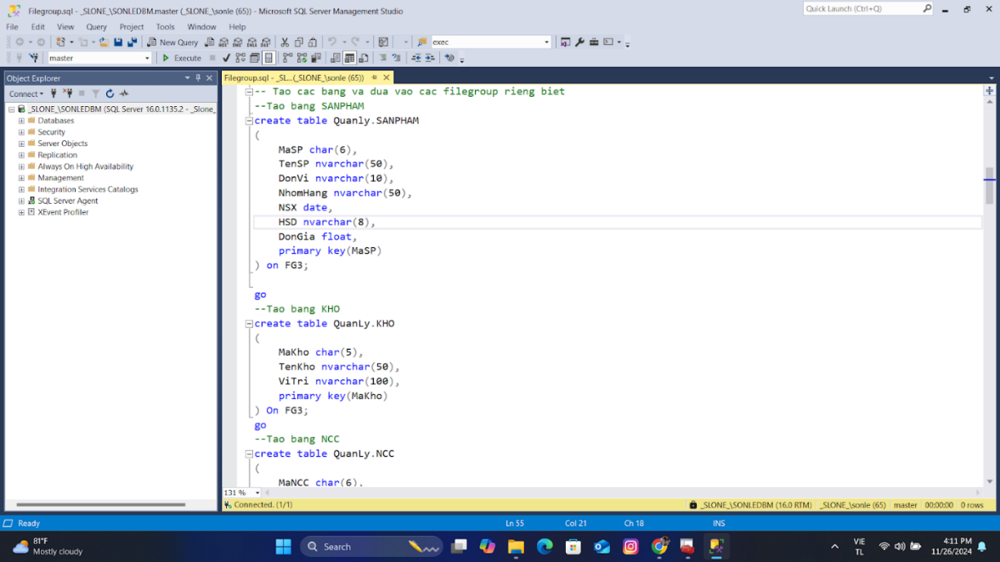 Filegroup.sql - _SLONE_\SONLEDBM.master (_SLONE_\sonle (65)) - Microsoft SQL Server Management Studio
Quick Launch (Ctrl+Q)
File Edit View Query Project Tools Window Help
New Query
exec
master
Execute
Object Explorer
Filegroup.sql - _SL...(_SLONE_\sonle (65))
Connect
_SLONE_\SONLEDBM (SQL Server 16.0.1135.2 - _Slone_
Databases
Security
Server Objects
Replication
Always On High Availability
Management
Integration Services Catalogs
SQL Server Agent
XEvent Profiler
-- Tao cac bang va dua vao cac filegroup rieng biet
--Tao bang SANPHAM
create table Quanly.SANPHAM
(
MaSP char(6),
TenSP nvarchar(50),
DonVi nvarchar(10),
NhomHang nvarchar(50),
NSX date,
HSD nvarchar(8),
DonGia float,
primary key(MaSP)
) on FG3;
go
--Tao bang KHO
create table QuanLy.KHO
(
MaKho char(5),
TenKho nvarchar(50),
ViTri nvarchar(100),
primary key(MaKho)
) On FG3;
go
--Tao bang NCC
create table QuanLy.NCC
(
MaNCC char(6),
131 %
Connected. (1/1)
_SLONE_\SONLEDBM (16.0 RTM) _SLONE_\sonle (65) master 00:00:00 0 rows
Ready
Ln 55 Col 21 Ch 18 INS
81°F
Mostly cloudy
Search
VIE
TL
4:11 PM
11/26/2024